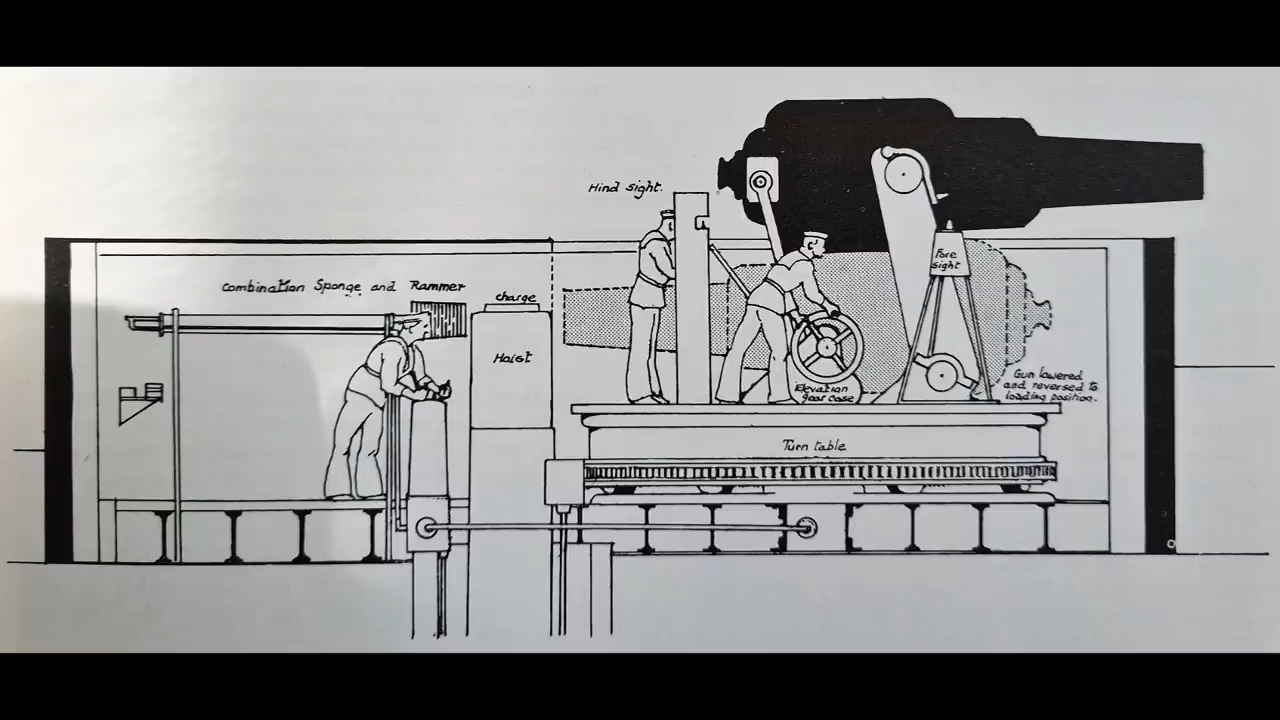 Hind sight.
Combination Sponge and Rammer
charge
Hoist
Fore
sight
Elevation
gear case
Gun lowered
and reversed to
loading position.
Turn table